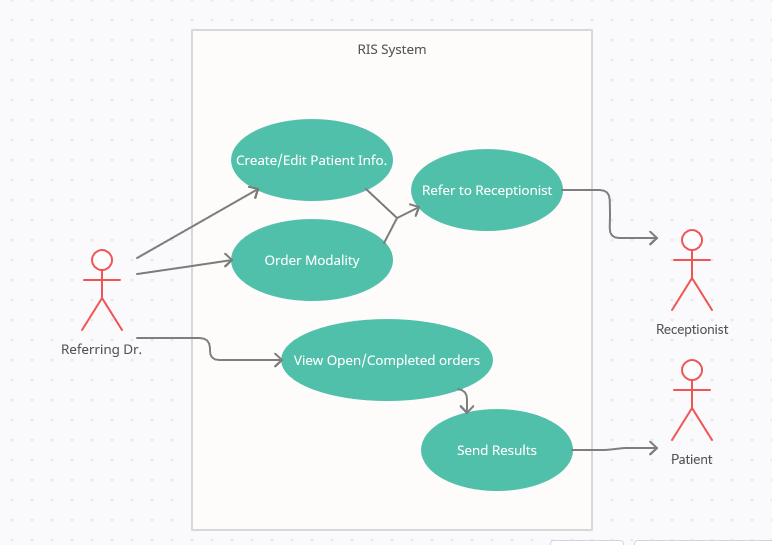 RIS System
Create/Edit Patient Info.
Refer to Receptionist
Order Modality
Receptionist
Referring Dr.
View Open/Completed orders
Send Results
Patient